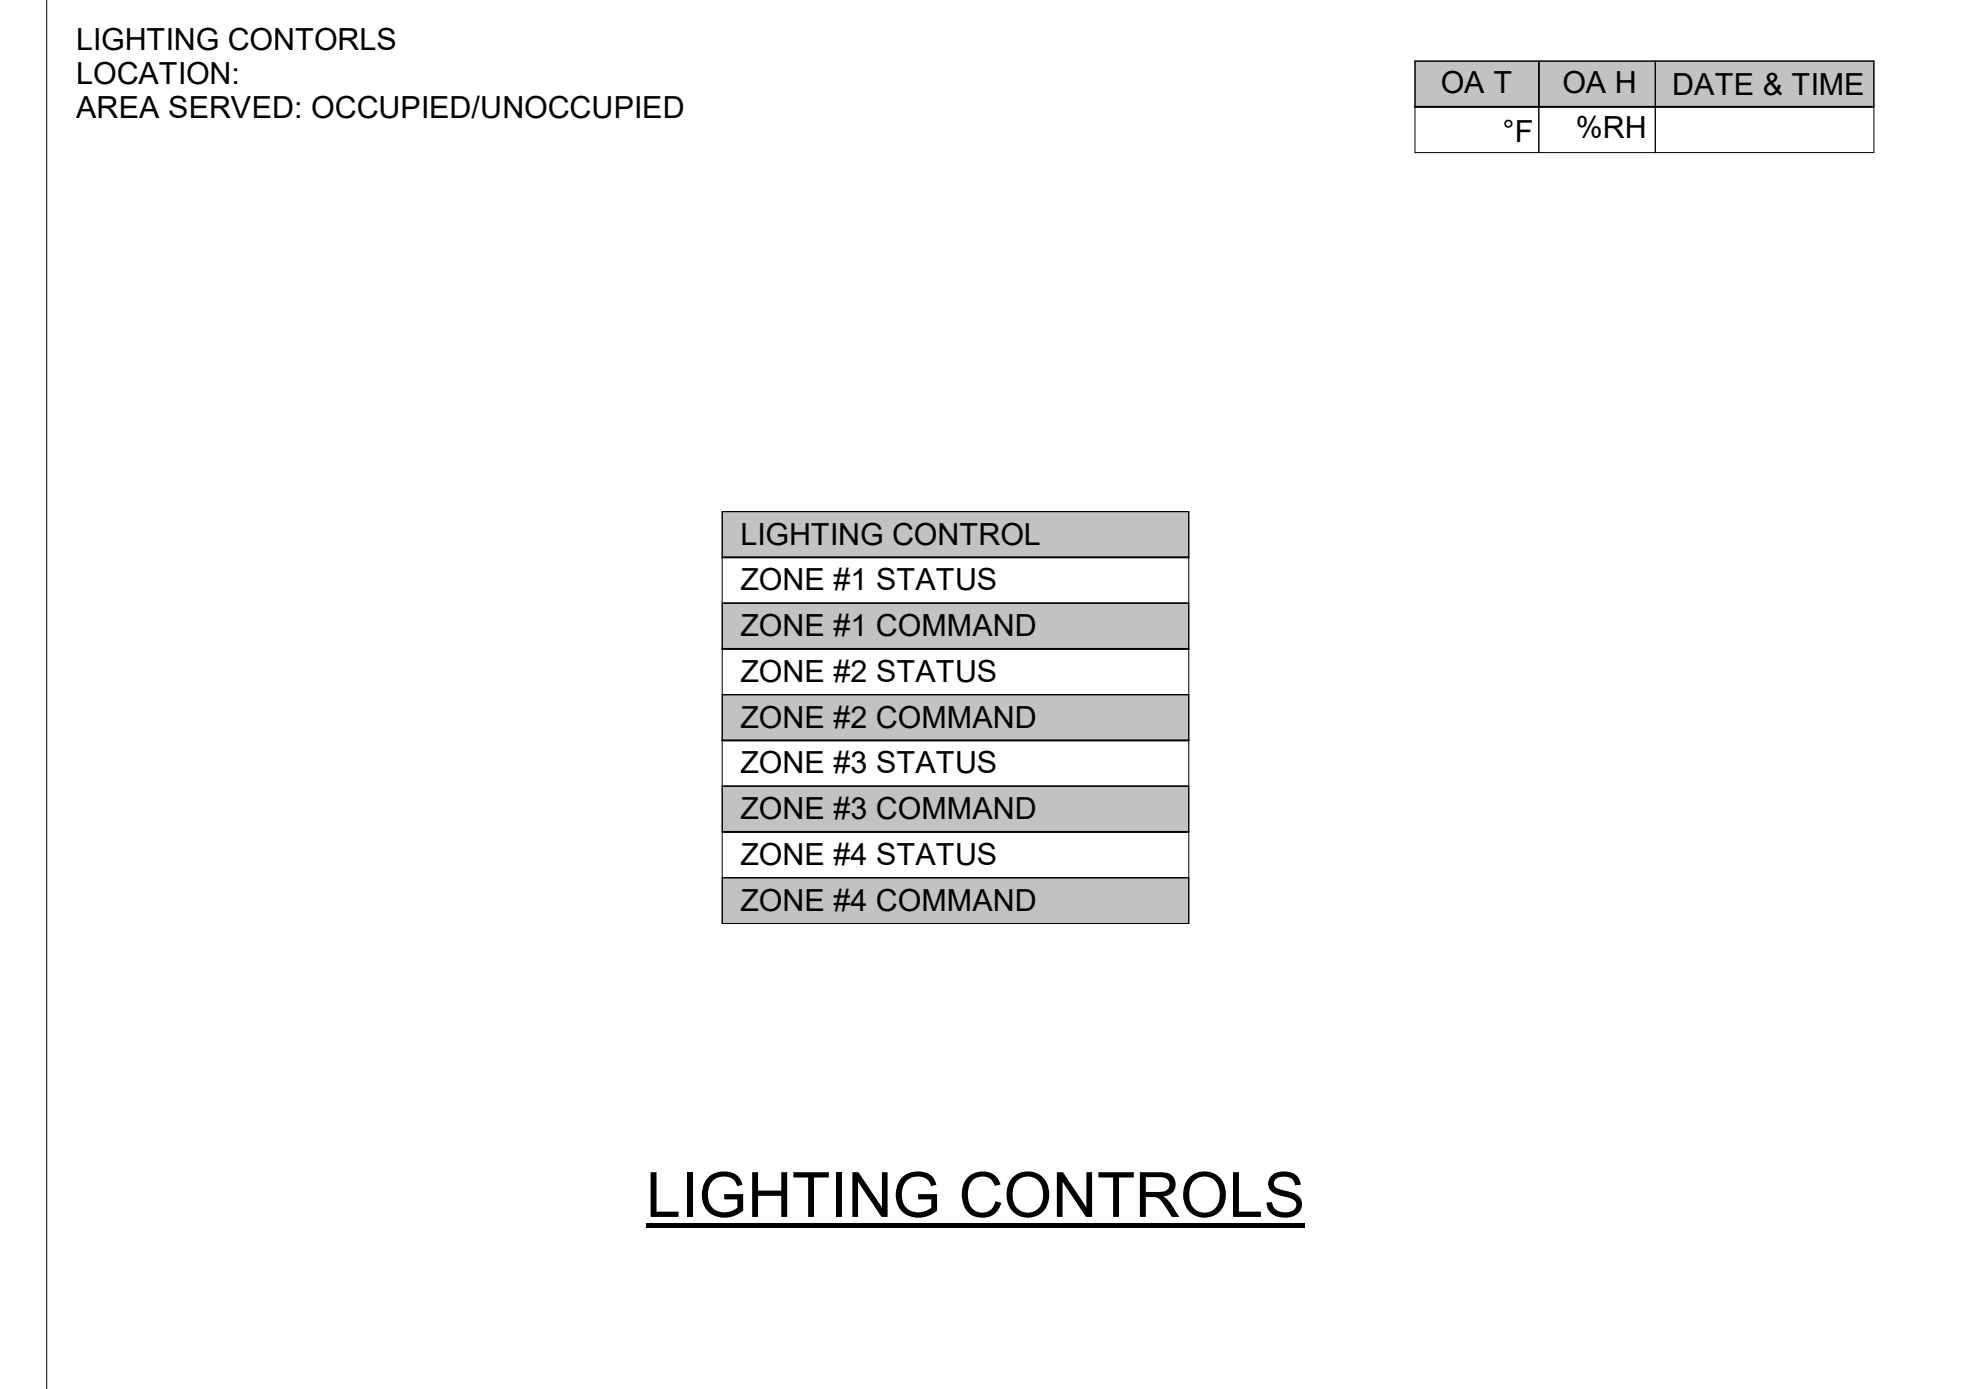 LIGHTING CONTORLS
LOCATION:
AREA SERVED: OCCUPIED/UNOCCUPIED
OA T OA H DATE & TIME
°F %RH
LIGHTING CONTROL
ZONE #1 STATUS
ZONE #1 COMMAND
ZONE #2 STATUS
ZONE #2 COMMAND
ZONE #3 STATUS
ZONE #3 COMMAND
ZONE #4 STATUS
ZONE #4 COMMAND
LIGHTING CONTROLS